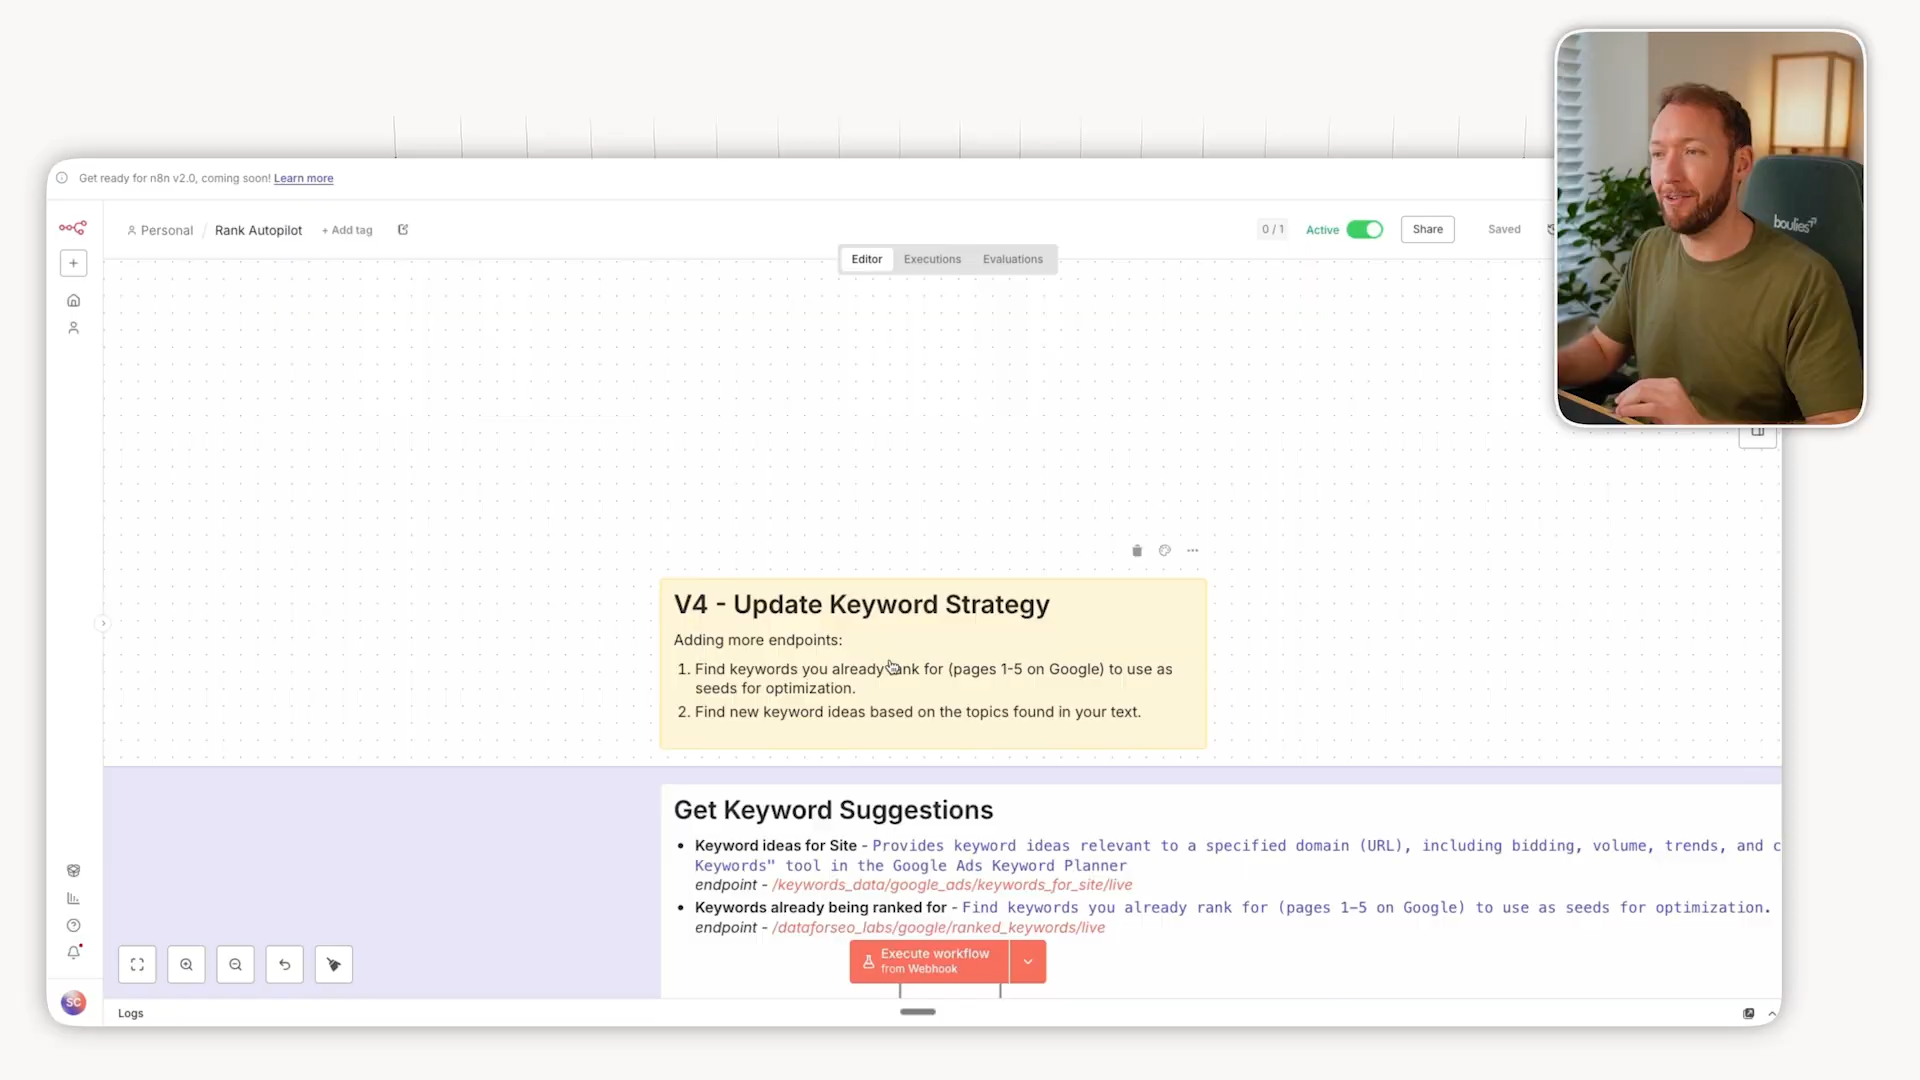 Get ready for n8n v2.0, coming soon! Learn more
Personal / Rank Autopilot + Add tag
0 / 1 Active Share Saved
Editor Executions Evaluations
boulies
V4 - Update Keyword Strategy
Adding more endpoints:
1. Find keywords you already rank for (pages 1-5 on Google) to use as
seeds for optimization.
2. Find new keyword ideas based on the topics found in your text.
Get Keyword Suggestions
• Keyword ideas for Site - Provides keyword ideas relevant to a specified domain (URL), including bidding, volume, trends, and c
Keywords" tool in the Google Ads Keyword Planner
endpoint - /keywords_data/google_ads/keywords_for_site/live
• Keywords already being ranked for - Find keywords you already rank for (pages 1-5 on Google) to use as seeds for optimization.
endpoint - /dataforseo_labs/google/ranked_keywords/live
Execute workflow
from Webhook
SC
Logs